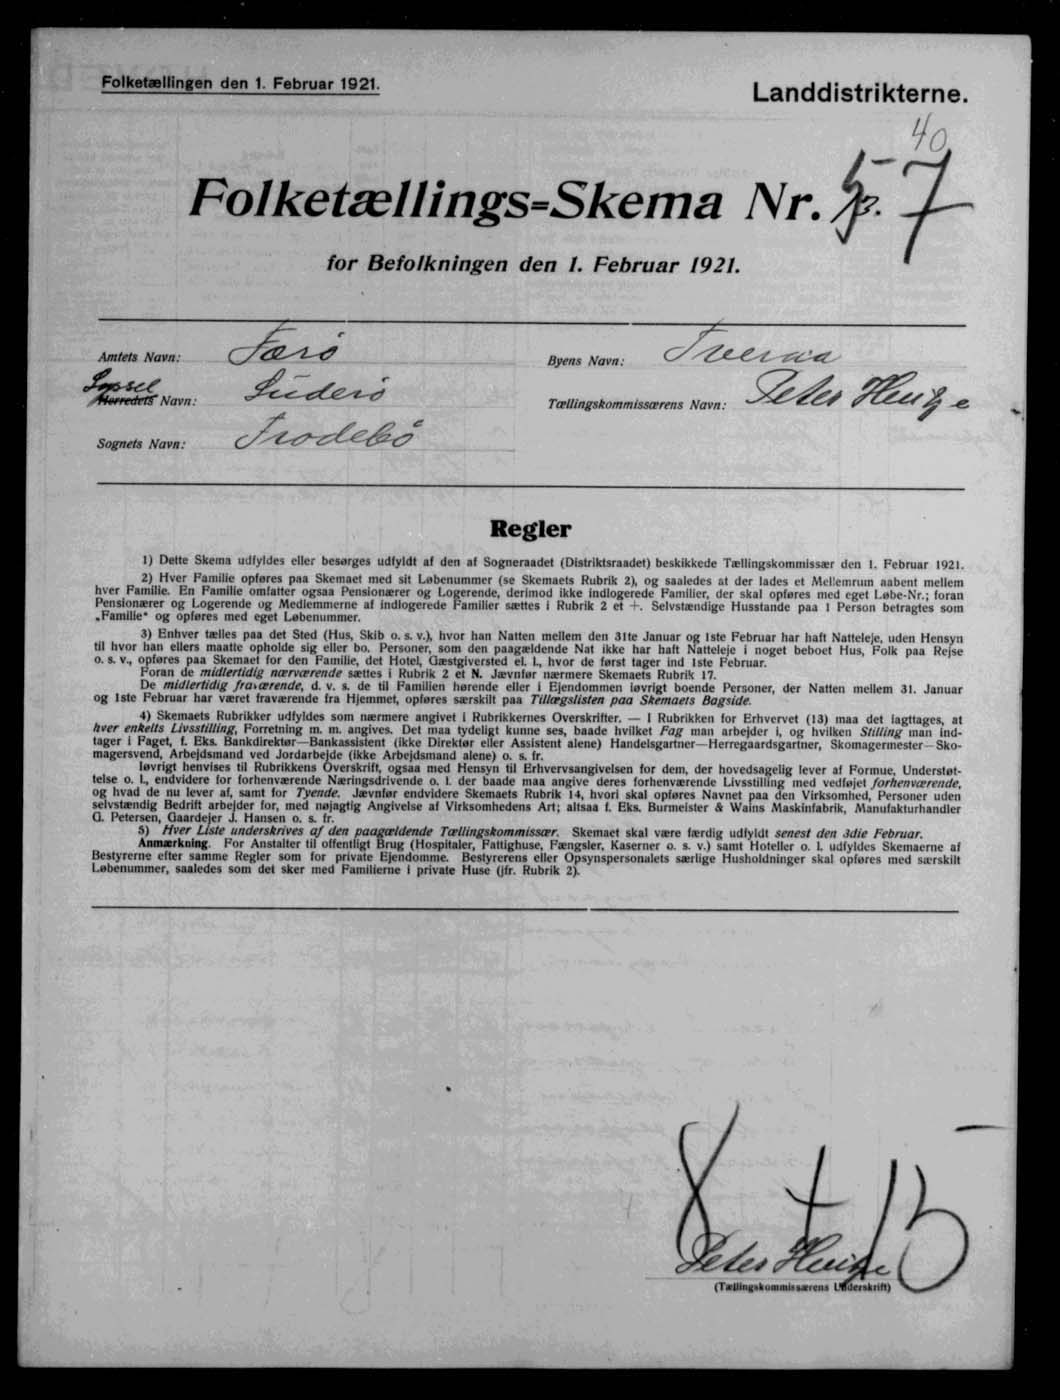 Folketællingen den 1. Februar 1921.
Landdistrikterne.
40
Folketællings=Skema Nr. 57
for Befolkningen den 1. Februar 1921.
Amtets Navn: Færø
Byens Navn: Tveraa
Syssel
Herredets Navn: Suderø
Tællingskommissærens Navn: Peter Heinze
Sognets Navn: Frodebø
Regler
1) Dette Skema udfyldes eller besørges udfyldt af den af Sogneraadet (Distriktsraadet) beskikkede Tællingskommissær den 1. Februar 1921.
2) Hver Familie opføres paa Skemaet med sit Løbenummer (se Skemaets Rubrik 2), og saaledes at der lades et Mellemrum aabent mellem
hver Familie. En Familie omfatter ogsaa Pensionærer og Logerende, derimod ikke indlogerede Familier, der skal opføres med eget Løbe-Nr.; foran
Pensionærer og Logerende og Medlemmerne af indlogerede Familier sættes i Rubrik 2 et +. Selvstændige Husstande paa 1 Person betragtes som
„Familie“ og opføres med eget Løbenummer.
3) Enhver tælles paa det Sted (Hus, Skib o. s. v.), hvor han Natten mellem den 31te Januar og 1ste Februar har haft Natteleje, uden Hensyn
til hvor han ellers maatte opholde sig eller bo. Personer, som den paagældende Nat ikke har haft Natteleje i noget beboet Hus, Folk paa Rejse
o. s. v., opføres paa Skemaet for den Familie, det Hotel, Gæstgiversted el. l., hvor de først tager ind 1ste Februar.
Foran de midlertidig nærværende sættes i Rubrik 2 et N. Jævnfør nærmere Skemaets Rubrik 17.
De midlertidig fraværende, d. v. s. de til Familien hørende eller i Ejendommen iøvrigt boende Personer, der Natten mellem 31. Januar
og 1ste Februar har været fraværende fra Hjemmet, opføres særskilt paa Tillægslisten paa Skemaets Bagside.
4) Skemaets Rubrikker udfyldes som nærmere angivet i Rubrikkernes Overskrifter. — I Rubrikken for Erhvervet (13) maa det iagttages, at
hver enkelts Livsstilling, Forretning m. m. angives. Det maa tydeligt kunne ses, baade hvilket Fag man arbejder i, og hvilken Stilling man ind-
tager i Faget, f. Eks. Bankdirektør—Bankassistent (ikke Direktør eller Assistent alene) Handelsgartner—Herregaardsgartner, Skomagermester—Sko-
magersvend, Arbejdsmand ved Jordarbejde (ikke Arbejdsmand alene) o. s. fr.
Iøvrigt henvises til Rubrikkens Overskrift, ogsaa med Hensyn til Erhvervsangivelsen for dem, der hovedsagelig lever af Formue, Understøt-
telse o. l., endvidere for forhenværende Næringsdrivende o. l. der baade maa angive deres forhenværende Livsstilling med vedføjet forhenværende,
og hvad de nu lever af, samt for Tyende. Jævnfør endvidere Skemaets Rubrik 14, hvori skal opføres Navnet paa den Virksomhed, Personer uden
selvstændig Bedrift arbejder for, med nøjagtig Angivelse af Virksomhedens Art; altsaa f. Eks. Burmeister & Wains Maskinfabrik, Manufakturhandler
G. Petersen, Gaardejer J. Hansen o. s. fr.
5) Hver Liste underskrives af den paagældende Tællingskommissær. Skemaet skal være færdig udfyldt senest den 3die Februar.
Anmærkning. For Anstalter til offentligt Brug (Hospitaler, Fattighuse, Fængsler, Kaserner o. s. v.) samt Hoteller o. l. udfyldes Skemaerne af
Bestyrerne efter samme Regler som for private Ejendomme. Bestyrerens eller Opsynspersonalets særlige Husholdninger skal opføres med særskilt
Løbenummer, saaledes som det sker med Familierne i private Huse (jfr. Rubrik 2).
8 + 15
Peter Heinze
(Tællingskommissærens Underskrift)